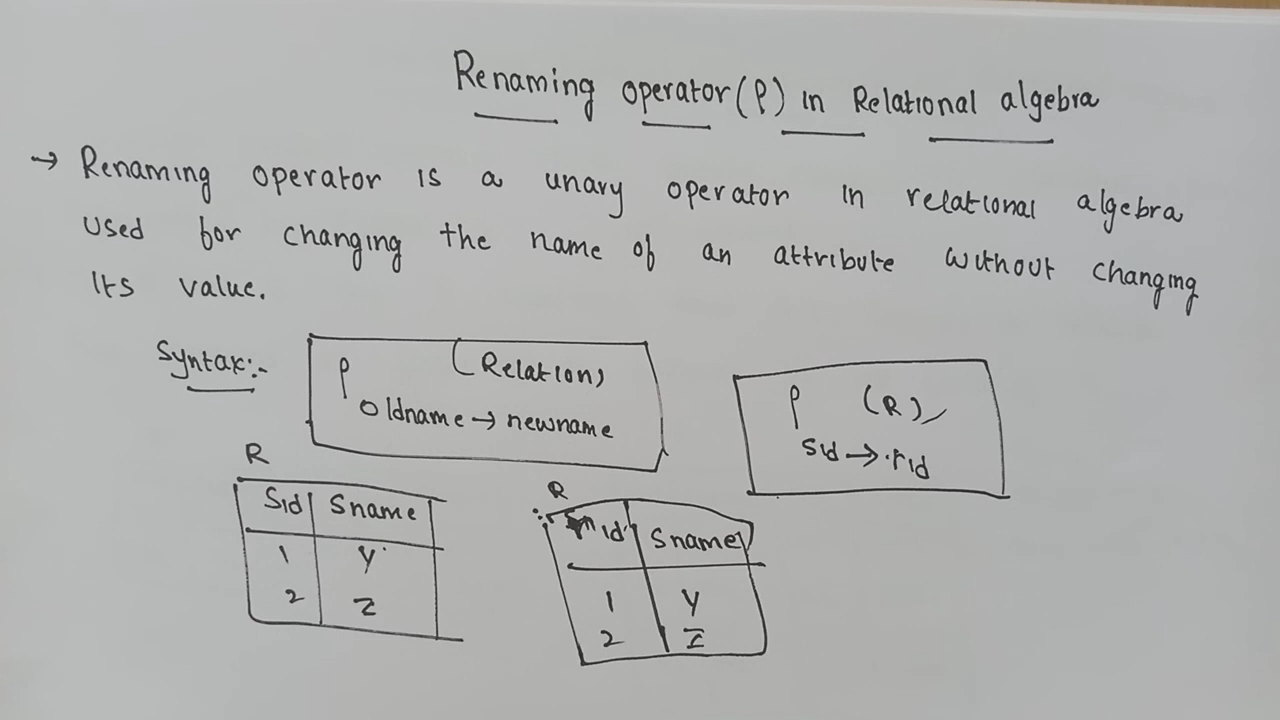 Renaming operator(ρ) in Relational algebra
→ Renaming operator is a unary operator in relational algebra
used for changing the name of an attribute without changing
its value.
Syntax:-
ρ (Relation)
oldname → newname
ρ (R)
sid → rid
R
Sid Sname
1 Y
2 Z
R
id Sname
1 Y
2 Z